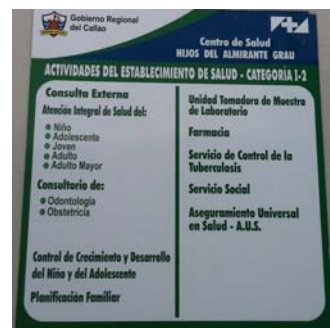 Gobierno Regional
del Callao
Centro de Salud
HIJOS DEL ALMIRANTE GRAU
ACTIVIDADES DEL ESTABLECIMIENTO DE SALUD - CATEGORIA I-2
Consulta Externa
Atención Integral de Salud del:
Niño
Adolescente
Joven
Adulto
Adulto Mayor
Consultorio de:
Odontología
Obstetricia
Control de Crecimiento y Desarrollo
del Niño y del Adolescente
Planificación Familiar
Unidad Tomadora de Muestra
de Laboratorio
Farmacia
Servicio de Control de la
Tuberculosis
Servicio Social
Aseguramiento Universal
en Salud - A.U.S.